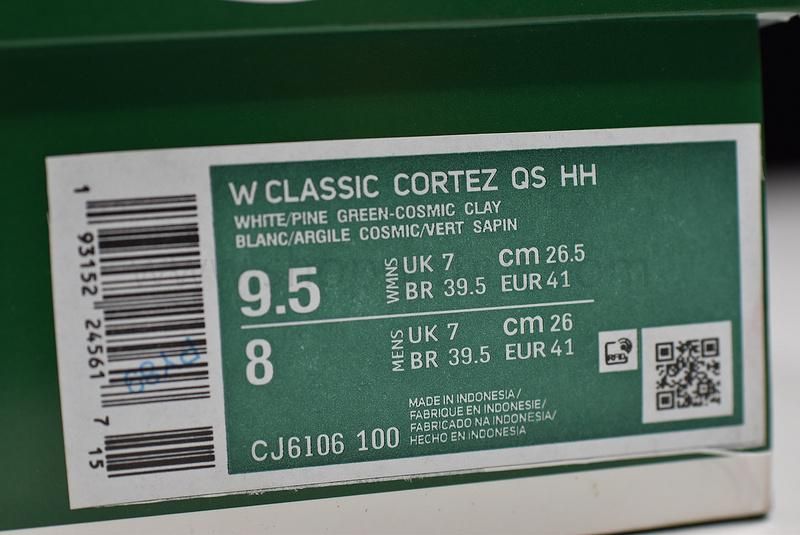 W CLASSIC CORTEZ QS HH
WHITE/PINE GREEN-COSMIC CLAY
BLANC/ARGILE COSMIC/VERT SAPIN
9.5
WMNS
UK 7 cm 26.5
BR 39.5 EUR 41
8
MENS
UK 7 cm 26
BR 39.5 EUR 41
MADE IN INDONESIA/
FABRIQUE EN INDONESIE/
FABRICADO NA INDONESIA/
HECHO EN INDONESIA
CJ6106 100
1 93152 24561 7 15